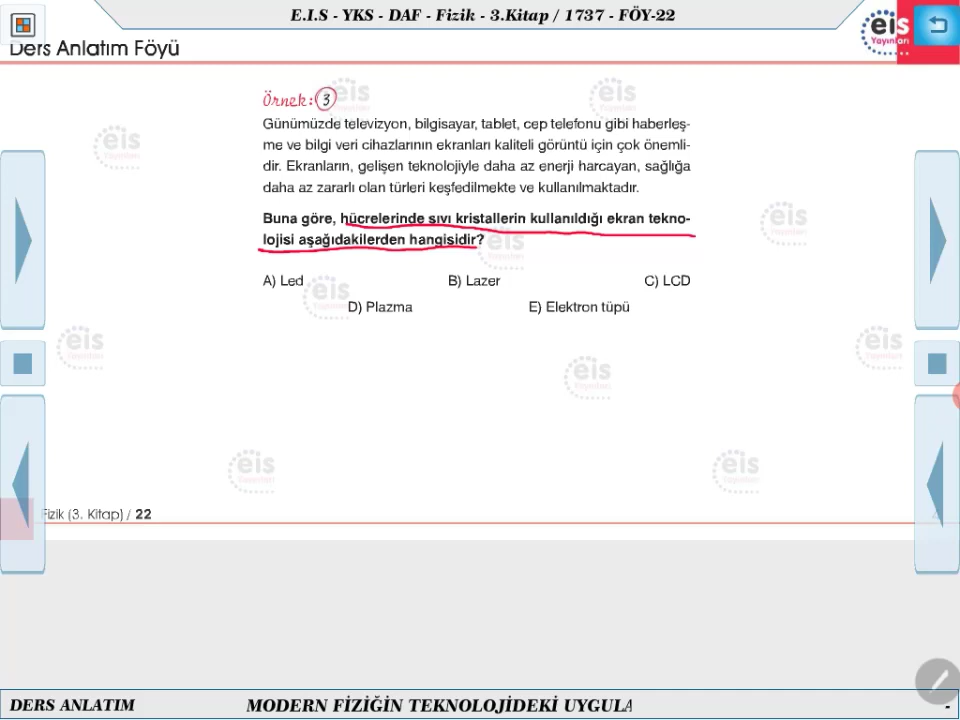 E.I.S - YKS - DAF - Fizik - 3.Kitap / 1737 - FÖY-22
eis
Yayınları
Ders Anlatım Föyü
Örnek: 3
Günümüzde televizyon, bilgisayar, tablet, cep telefonu gibi haberleş-
me ve bilgi veri cihazlarının ekranları kaliteli görüntü için çok önemli-
dir. Ekranların, gelişen teknolojiyle daha az enerji harcayan, sağlığa
daha az zararlı olan türleri keşfedilmekte ve kullanılmaktadır.
Buna göre, hücrelerinde sıvı kristallerin kullanıldığı ekran tekno-
lojisi aşağıdakilerden hangisidir?
A) Led B) Lazer C) LCD
D) Plazma E) Elektron tüpü
Fizik (3. Kitap) / 22
DERS ANLATIM MODERN FİZİĞİN TEKNOLOJİDEKİ UYGULA -